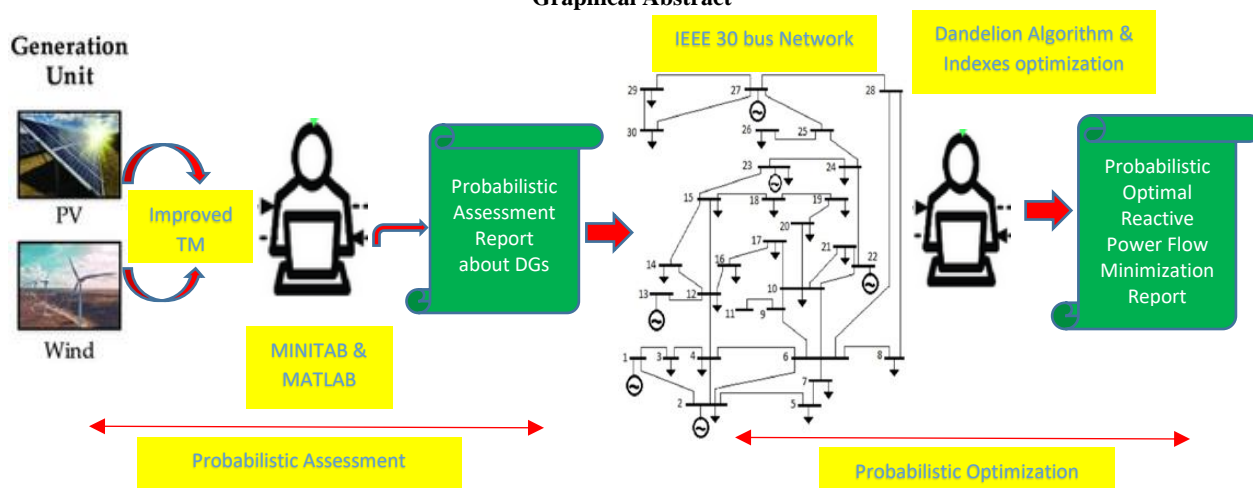 Graphical Abstract
Generation
Unit
PV
Wind
Improved
TM
MINITAB &
MATLAB
Probabilistic
Assessment
Report
about DGs
Probabilistic Assessment
IEEE 30 bus Network
29
27
28
30
26
25
23
24
15
18
19
20
17
21
22
14
16
13
12
10
11
9
1
3
4
6
8
7
2
5
Dandelion Algorithm &
Indexes optimization
Probabilistic
Optimal
Reactive
Power Flow
Minimization
Report
Probabilistic Optimization